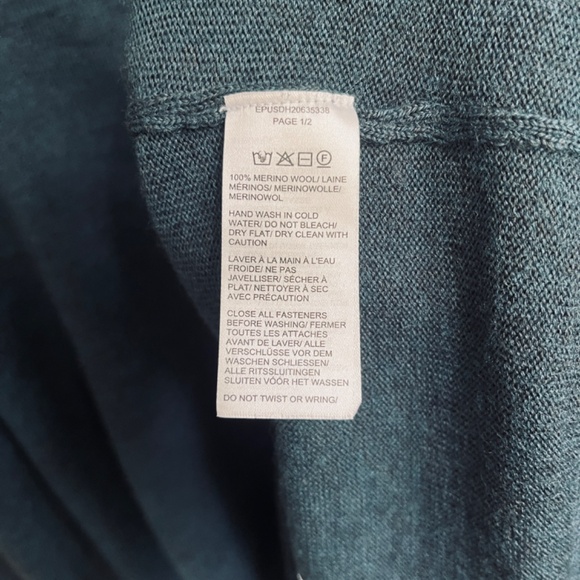 EPUSDH20635338
PAGE 1/2
F
100% MERINO WOOL/ LAINE
MÉRINOS/ MERINOWOLLE/
MERINOWOL
HAND WASH IN COLD
WATER/ DO NOT BLEACH/
DRY FLAT/ DRY CLEAN WITH
CAUTION
LAVER À LA MAIN À L'EAU
FROIDE/ NE PAS
JAVELLISER/ SÉCHER À
PLAT/ NETTOYER À SEC
AVEC PRÉCAUTION
CLOSE ALL FASTENERS
BEFORE WASHING/ FERMER
TOUTES LES ATTACHES
AVANT DE LAVER/ ALLE
VERSCHLÜSSE VOR DEM
WASCHEN SCHLIESSEN/
ALLE RITSSLUITINGEN
SLUITEN VÓÓR HET WASSEN
DO NOT TWIST OR WRING/